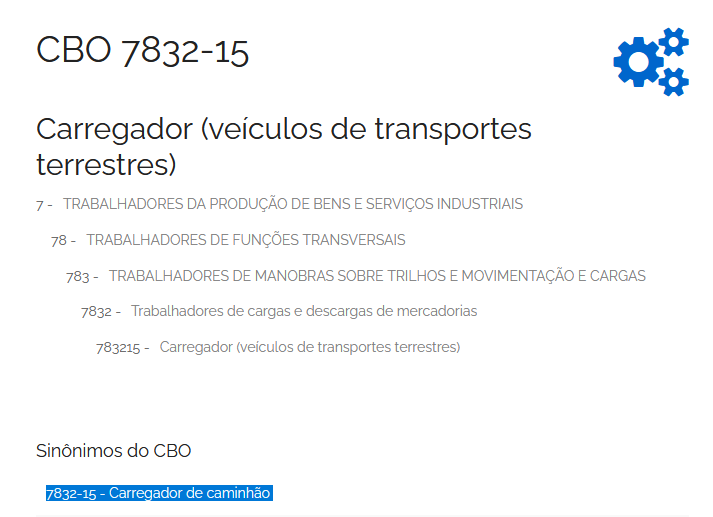 CBO 7832-15
Carregador (veículos de transportes
terrestres)
7 - TRABALHADORES DA PRODUÇÃO DE BENS E SERVIÇOS INDUSTRIAIS
78 - TRABALHADORES DE FUNÇÕES TRANSVERSAIS
783 - TRABALHADORES DE MANOBRAS SOBRE TRILHOS E MOVIMENTAÇÃO E CARGAS
7832 - Trabalhadores de cargas e descargas de mercadorias
783215 - Carregador (veículos de transportes terrestres)
Sinônimos do CBO
7832-15 - Carregador de caminhão